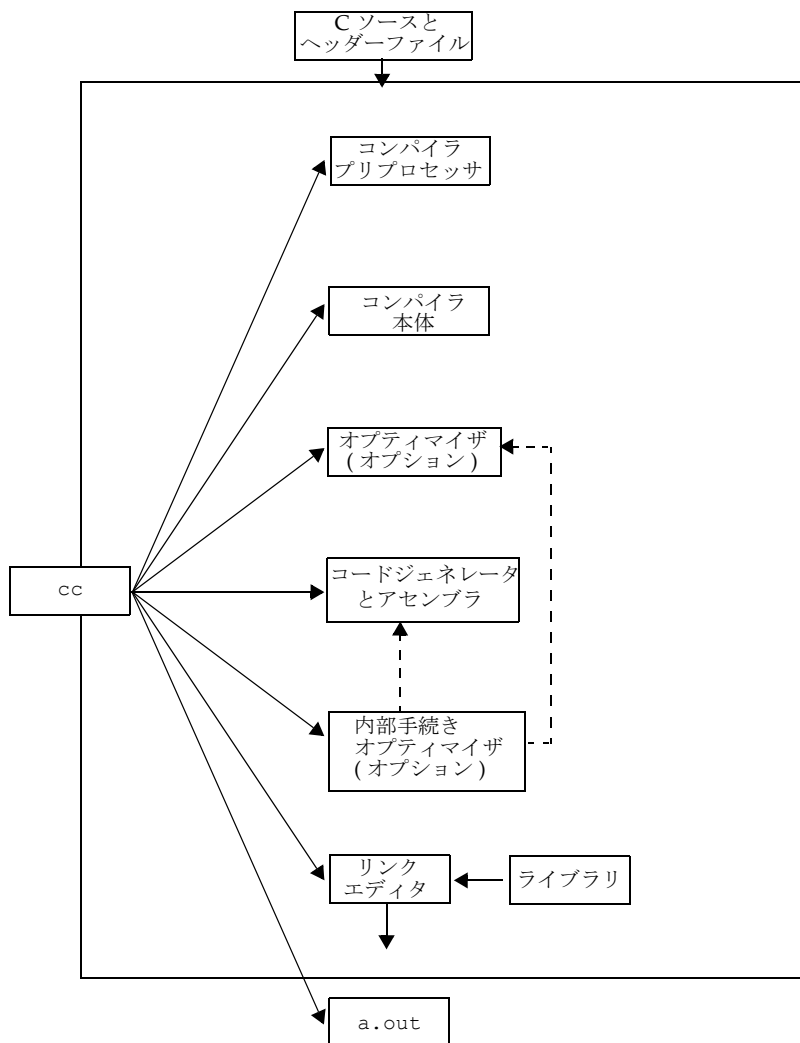 C ソースと
ヘッダーファイル
コンパイラ
プリプロセッサ
コンパイラ
本体
オプティマイザ
( オプション )
cc
コードジェネレータ
とアセンブラ
内部手続き
オプティマイザ
( オプション )
リンク
エディタ
ライブラリ
a.out